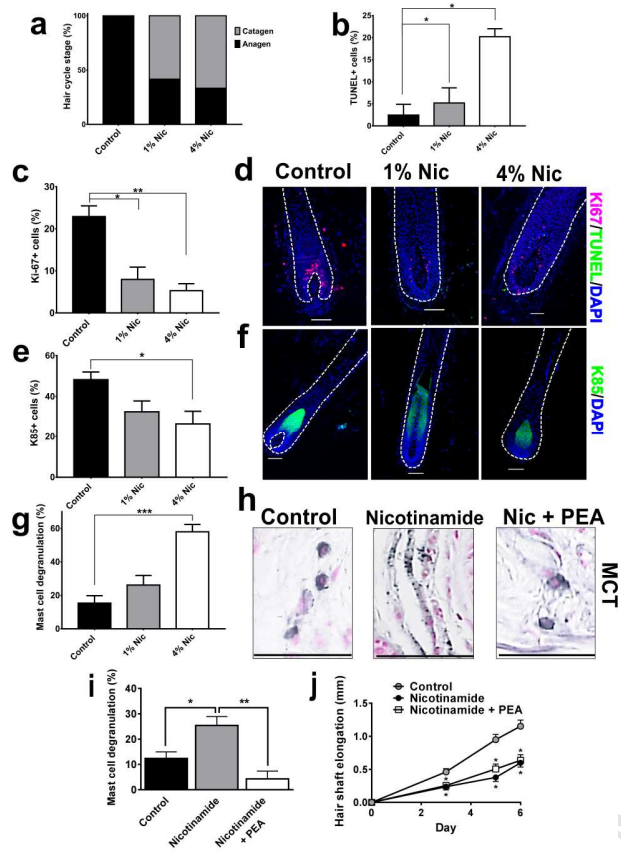 a
Hair cycle stage (%)
100
50
0
Control
1% Nic
4% Nic
Catagen
Anagen
b
TUNEL+ cells (%)
25
20
15
10
5
0
*
*
Control
1% Nic
4% Nic
c
Ki-67+ cells (%)
30
20
10
0
**
*
Control
1% Nic
4% Nic
d
Control
1% Nic
4% Nic
Ki67/TUNEL/DAPI
e
K85+ cells (%)
60
40
20
0
*
Control
1% Nic
4% Nic
f
K85/DAPI
g
Mast cell degranulation (%)
60
40
20
0
***
Control
1% Nic
4% Nic
h
Control
Nicotinamide
Nic + PEA
MCT
i
Mast cell degranulation (%)
40
30
20
10
0
*
**
Control
Nicotinamide
Nicotinamide
+ PEA
j
Control
Nicotinamide
Nicotinamide + PEA
Hair shaft elongation (mm)
1.5
1.0
0.5
0.0
*
*
*
*
*
*
0
2
4
6
Day